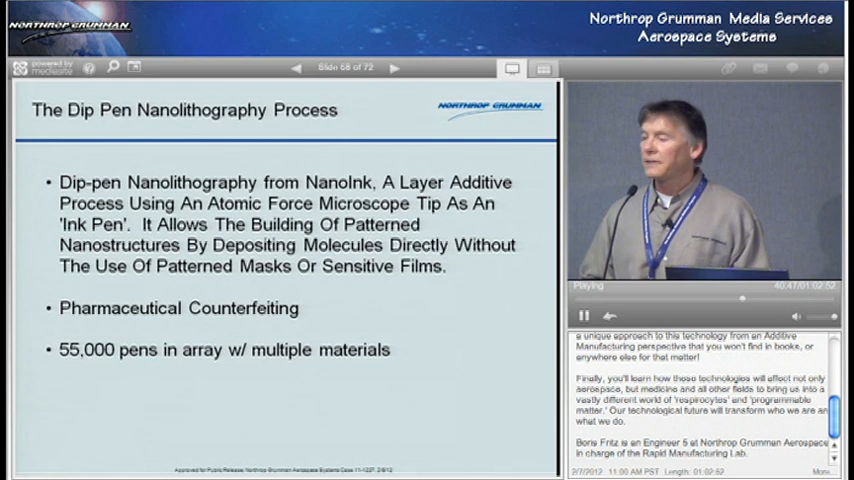 NORTHROP GRUMMAN
Northrop Grumman Media Services
Aerospace Systems
powered by
mediasite
Slide 58 of 72
The Dip Pen Nanolithography Process
NORTHROP GRUMMAN
• Dip-pen Nanolithography from NanoInk, A Layer Additive
Process Using An Atomic Force Microscope Tip As An
'Ink Pen'. It Allows The Building Of Patterned
Nanostructures By Depositing Molecules Directly Without
The Use Of Patterned Masks Or Sensitive Films.
• Pharmaceutical Counterfeiting
• 55,000 pens in array w/ multiple materials
Approved for Public Release, Northrop Grumman Aerospace Systems Case 11-1227, 2/8/12
Playing
40:47/01:02:52
a unique approach to this technology from an Additive
Manufacturing perspective that you won't find in books, or
anywhere else for that matter!
Finally, you'll learn how these technologies will affect not only
aerospace, but medicine and all other fields to bring us into a
vastly different world of 'respirocytes' and 'programmable
matter.' Our technological future will transform who we are an
what we do.
Boris Fritz is an Engineer 5 at Northrop Grumman Aerospace
in charge of the Rapid Manufacturing Lab.
2/7/2012 11:00 AM PST Length: 01:02:52
More...